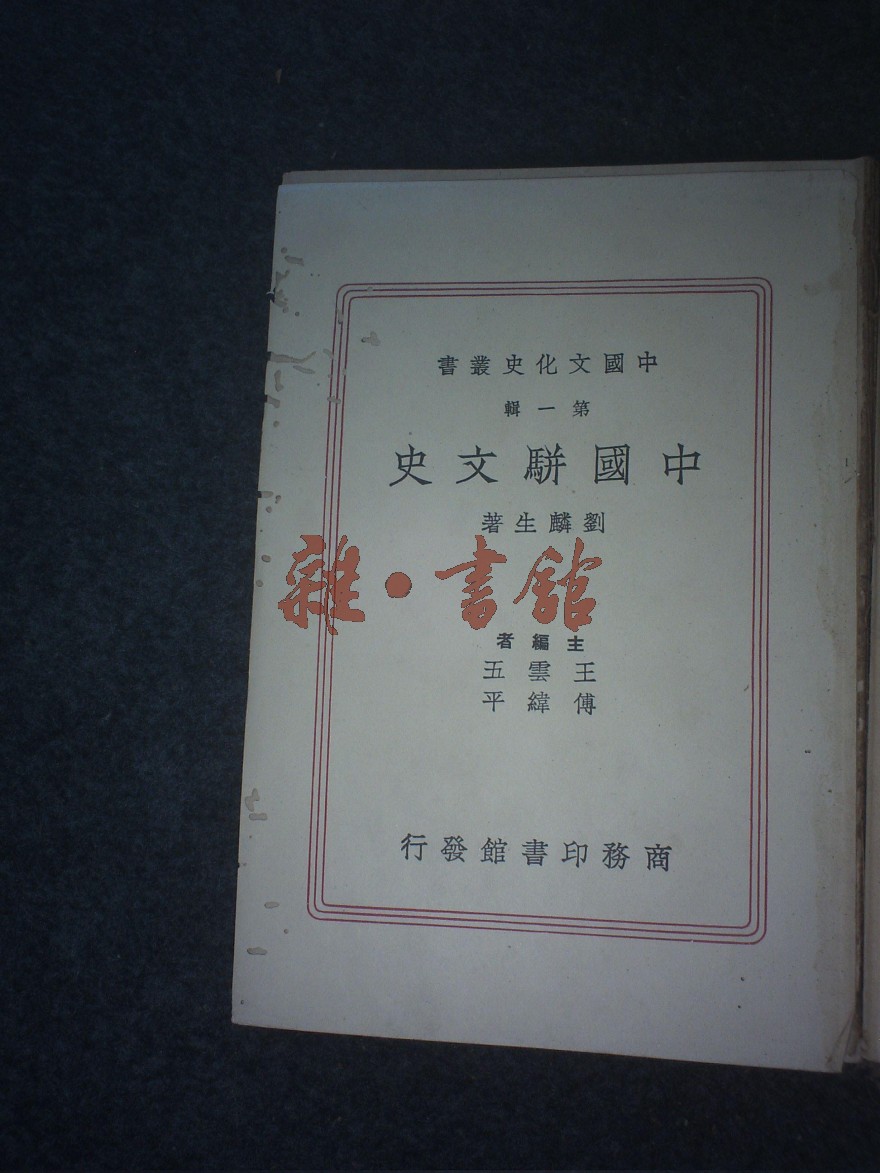 中國文化史叢書
第一輯
中國駢文史
劉麟生著
雜·書館
主編者
王雲五
傅緯平
商務印書館發行